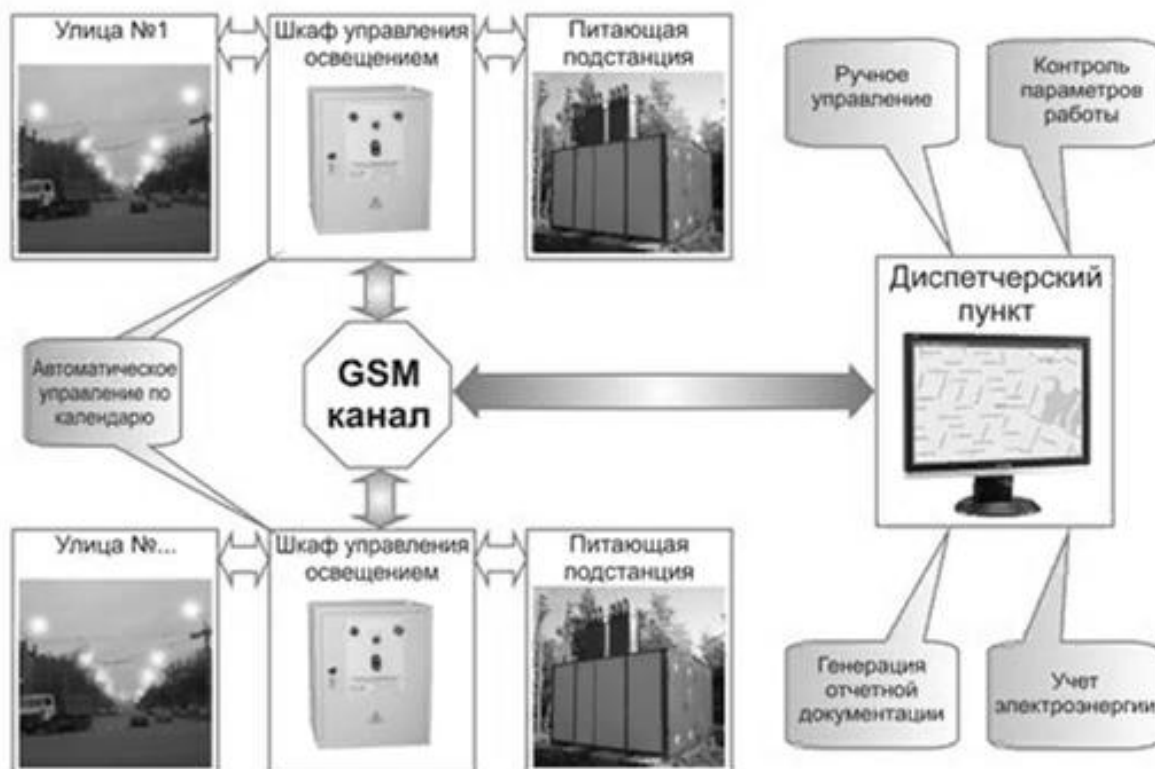 Улица №1
Шкаф управления
освещением
Питающая
подстанция
Ручное
управление
Контроль
параметров
работы
Диспетчерский
пункт
Автоматическое
управление по
календарю
GSM
канал
Улица №...
Шкаф управления
освещением
Питающая
подстанция
Генерация
отчетной
документации
Учет
электроэнергии